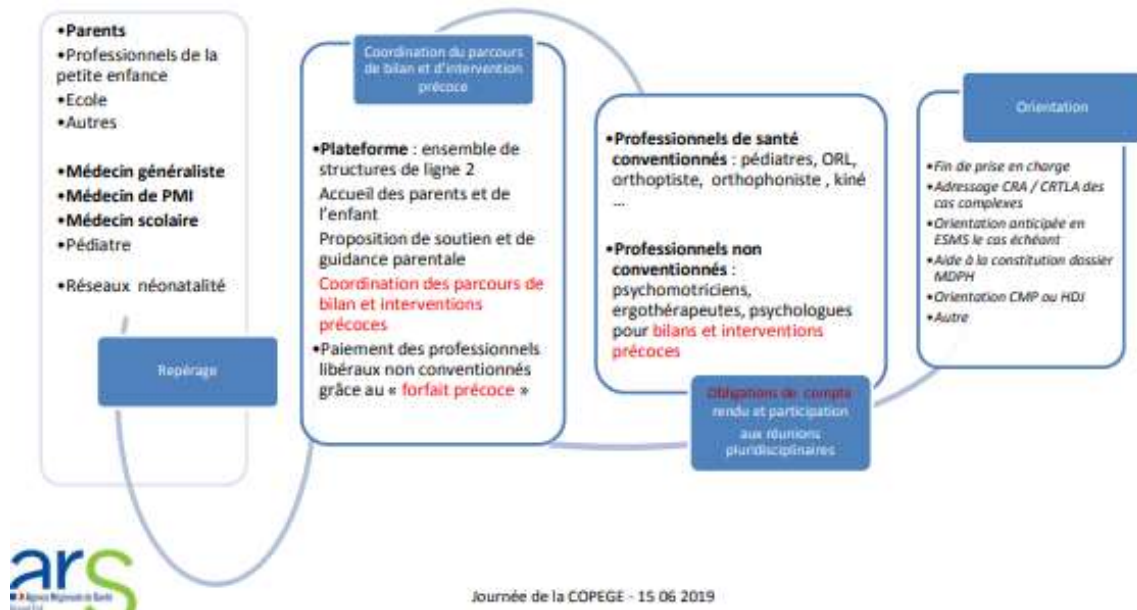 •Parents
•Professionnels de la
petite enfance
•Ecole
•Autres
•Médecin généraliste
•Médecin de PMI
•Médecin scolaire
•Pédiatre
•Réseaux néonatalité
Repérage
Coordination du parcours
de bilan et d'intervention
précoce
•Plateforme : ensemble de
structures de ligne 2
Accueil des parents et de
l'enfant
Proposition de soutien et de
guidance parentale
Coordination des parcours de
bilan et interventions
précoces
•Paiement des professionnels
libéraux non conventionnés
grâce au « forfait précoce »
•Professionnels de santé
conventionnés : pédiatres, ORL,
orthoptiste, orthophoniste , kiné
...
•Professionnels non
conventionnés :
psychomotriciens,
ergothérapeutes, psychologues
pour bilans et interventions
précoces
Obligations de compte
rendu et participation
aux réunions
pluridisciplinaires
Orientation
•Fin de prise en charge
•Adressage CRA / CRTLA des
cas complexes
•Orientation anticipée en
ESMS le cas échéant
•Aide à la constitution dossier
MDPH
•Orientation CMP ou HDJ
•Autre
ars
Agence Régionale de Santé
Journée de la COPEGE - 15 06 2019